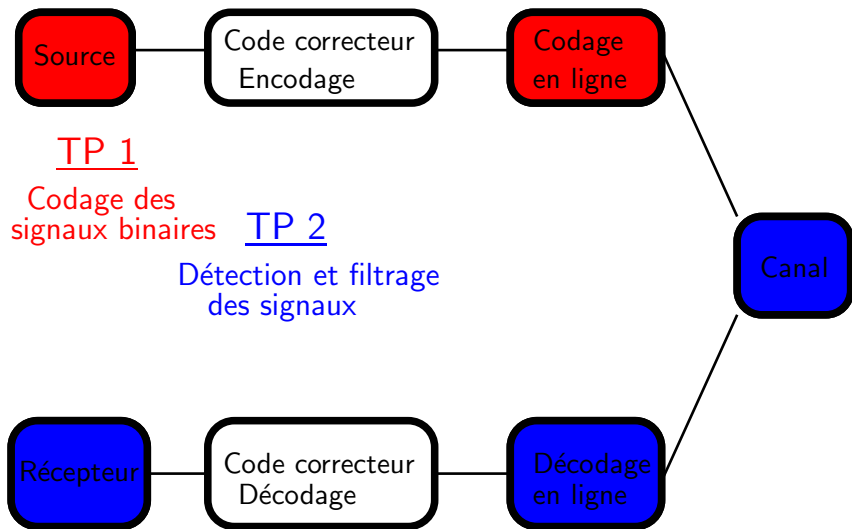 Source
Code correcteur
Encodage
Codage
en ligne
TP 1
Codage des
signaux binaires
TP 2
Détection et filtrage
des signaux
Canal
Récepteur
Code correcteur
Décodage
Décodage
en ligne